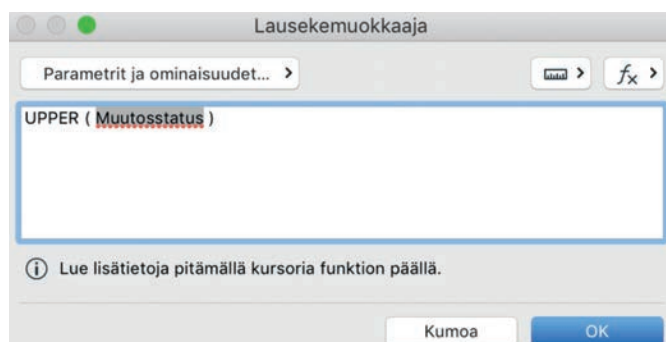 Lausekemuokkaaja
Parametrit ja ominaisuudet... >
> fx >
UPPER ( Muutosstatus )
i Lue lisätietoja pitämällä kursoria funktion päällä.
Kumoa OK